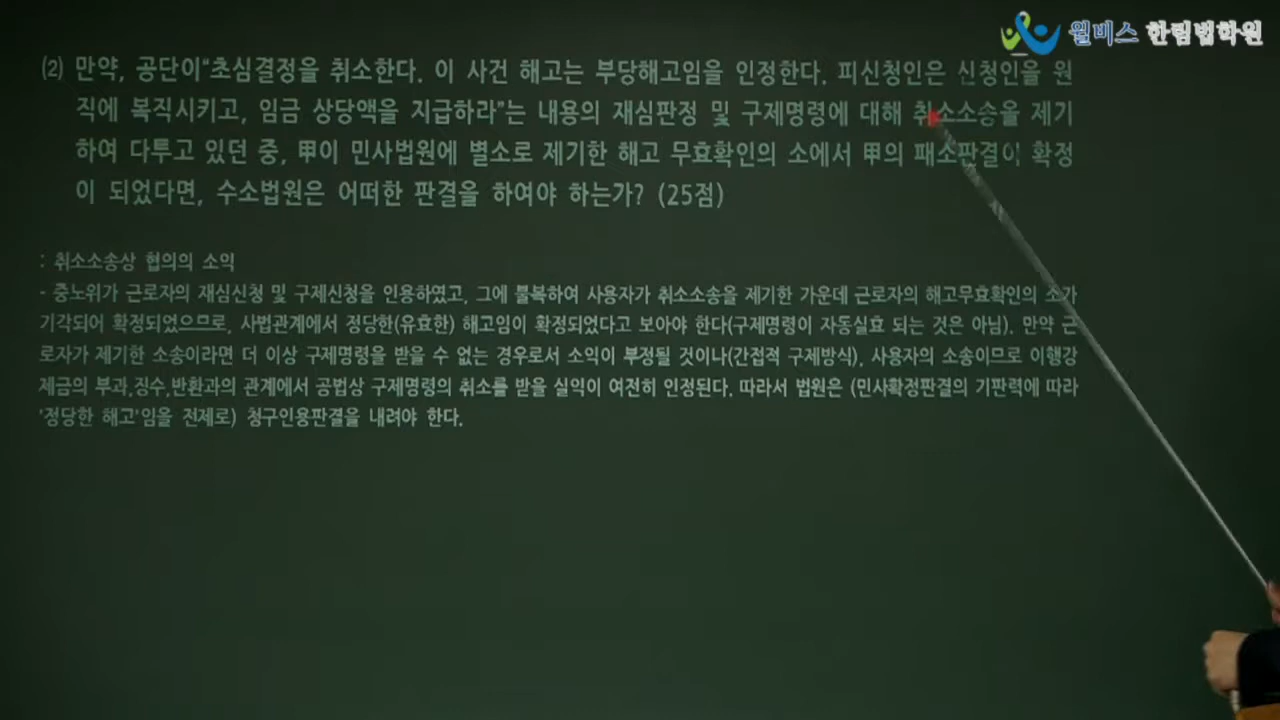 윌비스 한림법학원
(2) 만약, 공단이“초심결정을 취소한다. 이 사건 해고는 부당해고임을 인정한다. 피신청인은 신청인을 원
직에 복직시키고, 임금 상당액을 지급하라”는 내용의 재심판정 및 구제명령에 대해 취소소송을 제기
하여 다투고 있던 중, 甲이 민사법원에 별소로 제기한 해고 무효확인의 소에서 甲의 패소판결이 확정
이 되었다면, 수소법원은 어떠한 판결을 하여야 하는가? (25점)
: 취소소송상 협의의 소익
- 중노위가 근로자의 재심신청 및 구제신청을 인용하였고, 그에 불복하여 사용자가 취소소송을 제기한 가운데 근로자의 해고무효확인의 소가
기각되어 확정되었으므로, 사법관계에서 정당한(유효한) 해고임이 확정되었다고 보아야 한다(구제명령이 자동실효 되는 것은 아님). 만약 근
로자가 제기한 소송이라면 더 이상 구제명령을 받을 수 없는 경우로서 소익이 부정될 것이나(간접적 구제방식), 사용자의 소송이므로 이행강
제금의 부과,징수,반환과의 관계에서 공법상 구제명령의 취소를 받을 실익이 여전히 인정된다. 따라서 법원은 (민사확정판결의 기판력에 따라
'정당한 해고'임을 전제로) 청구인용판결을 내려야 한다.